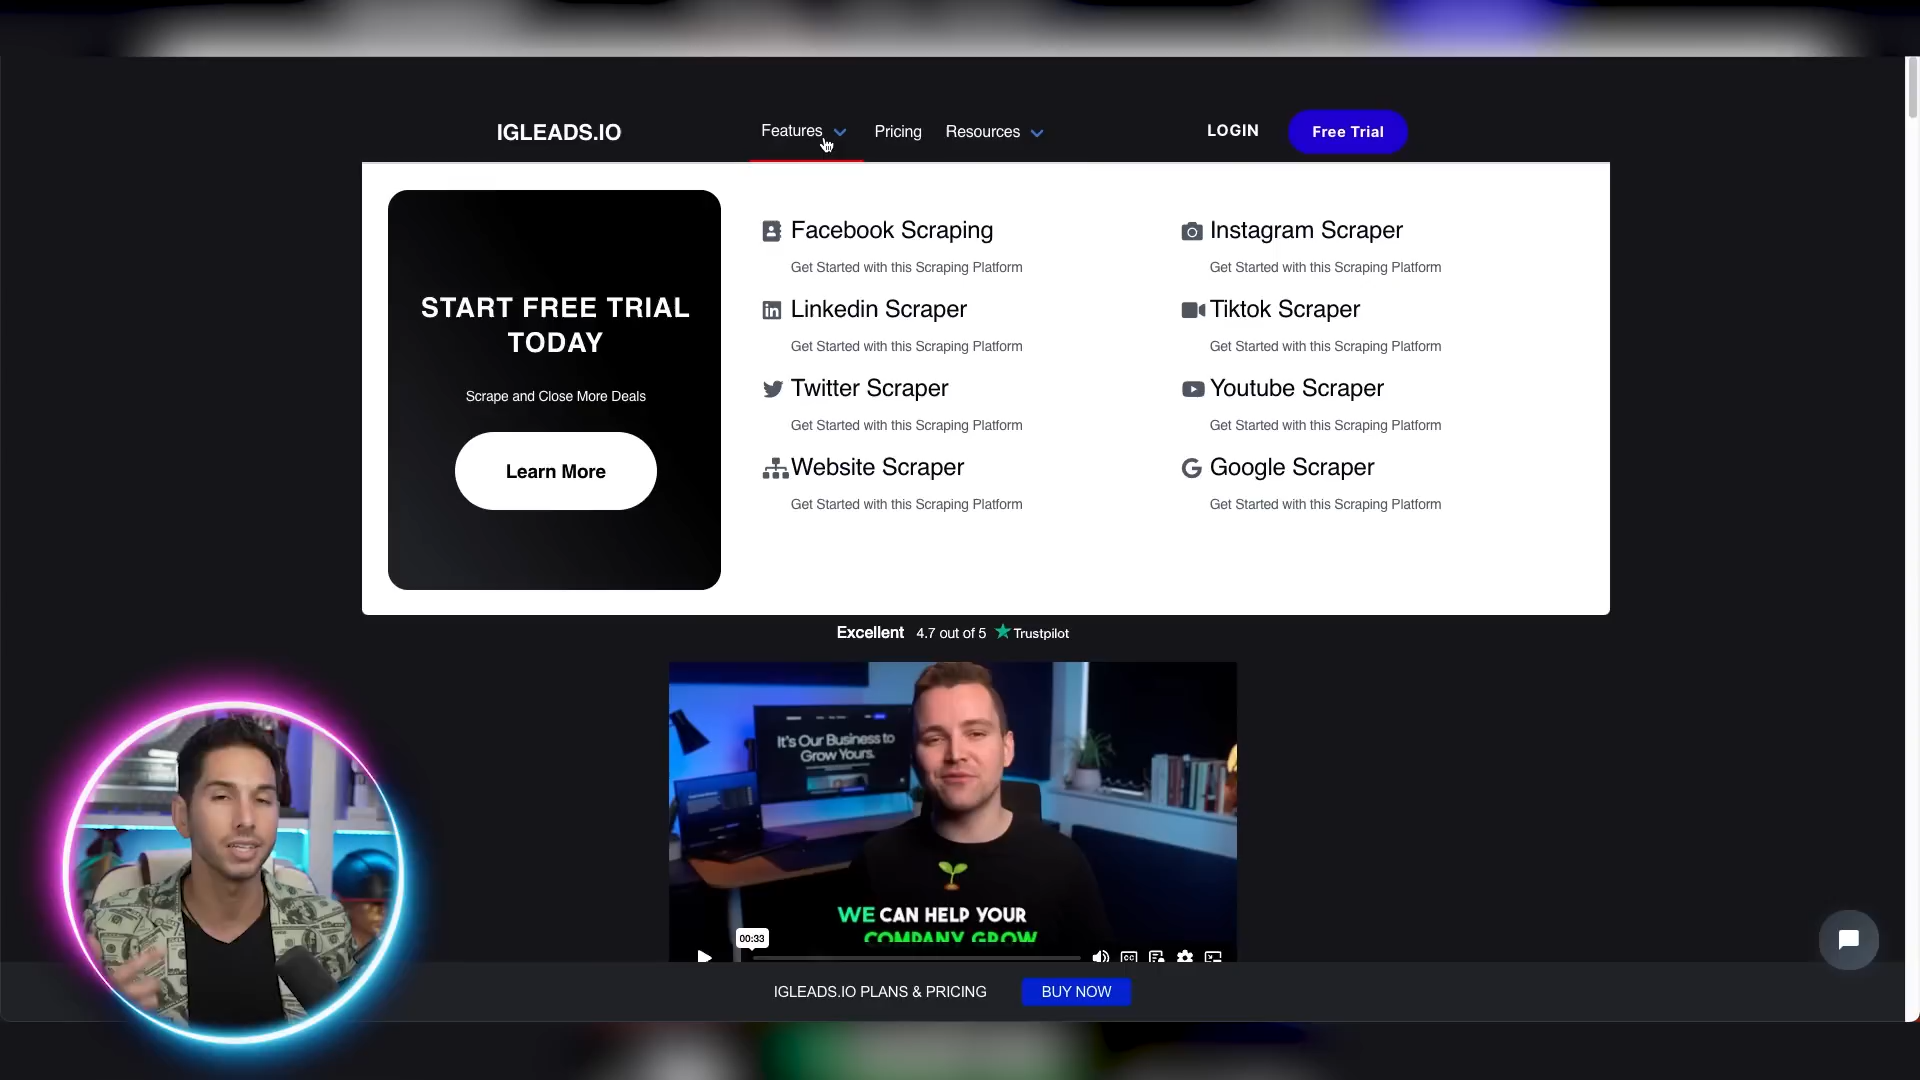 IGLEADS.IO
Features
Pricing
Resources
LOGIN
Free Trial
START FREE TRIAL
TODAY
Scrape and Close More Deals
Learn More
Facebook Scraping
Get Started with this Scraping Platform
Instagram Scraper
Get Started with this Scraping Platform
Linkedin Scraper
Get Started with this Scraping Platform
Tiktok Scraper
Get Started with this Scraping Platform
Twitter Scraper
Get Started with this Scraping Platform
Youtube Scraper
Get Started with this Scraping Platform
Website Scraper
Get Started with this Scraping Platform
Google Scraper
Get Started with this Scraping Platform
Excellent 4.7 out of 5 Trustpilot
It's Our Business to
Grow Yours.
WE CAN HELP YOUR
COMPANY GROW
00:33
CC
IGLEADS.IO PLANS & PRICING
BUY NOW